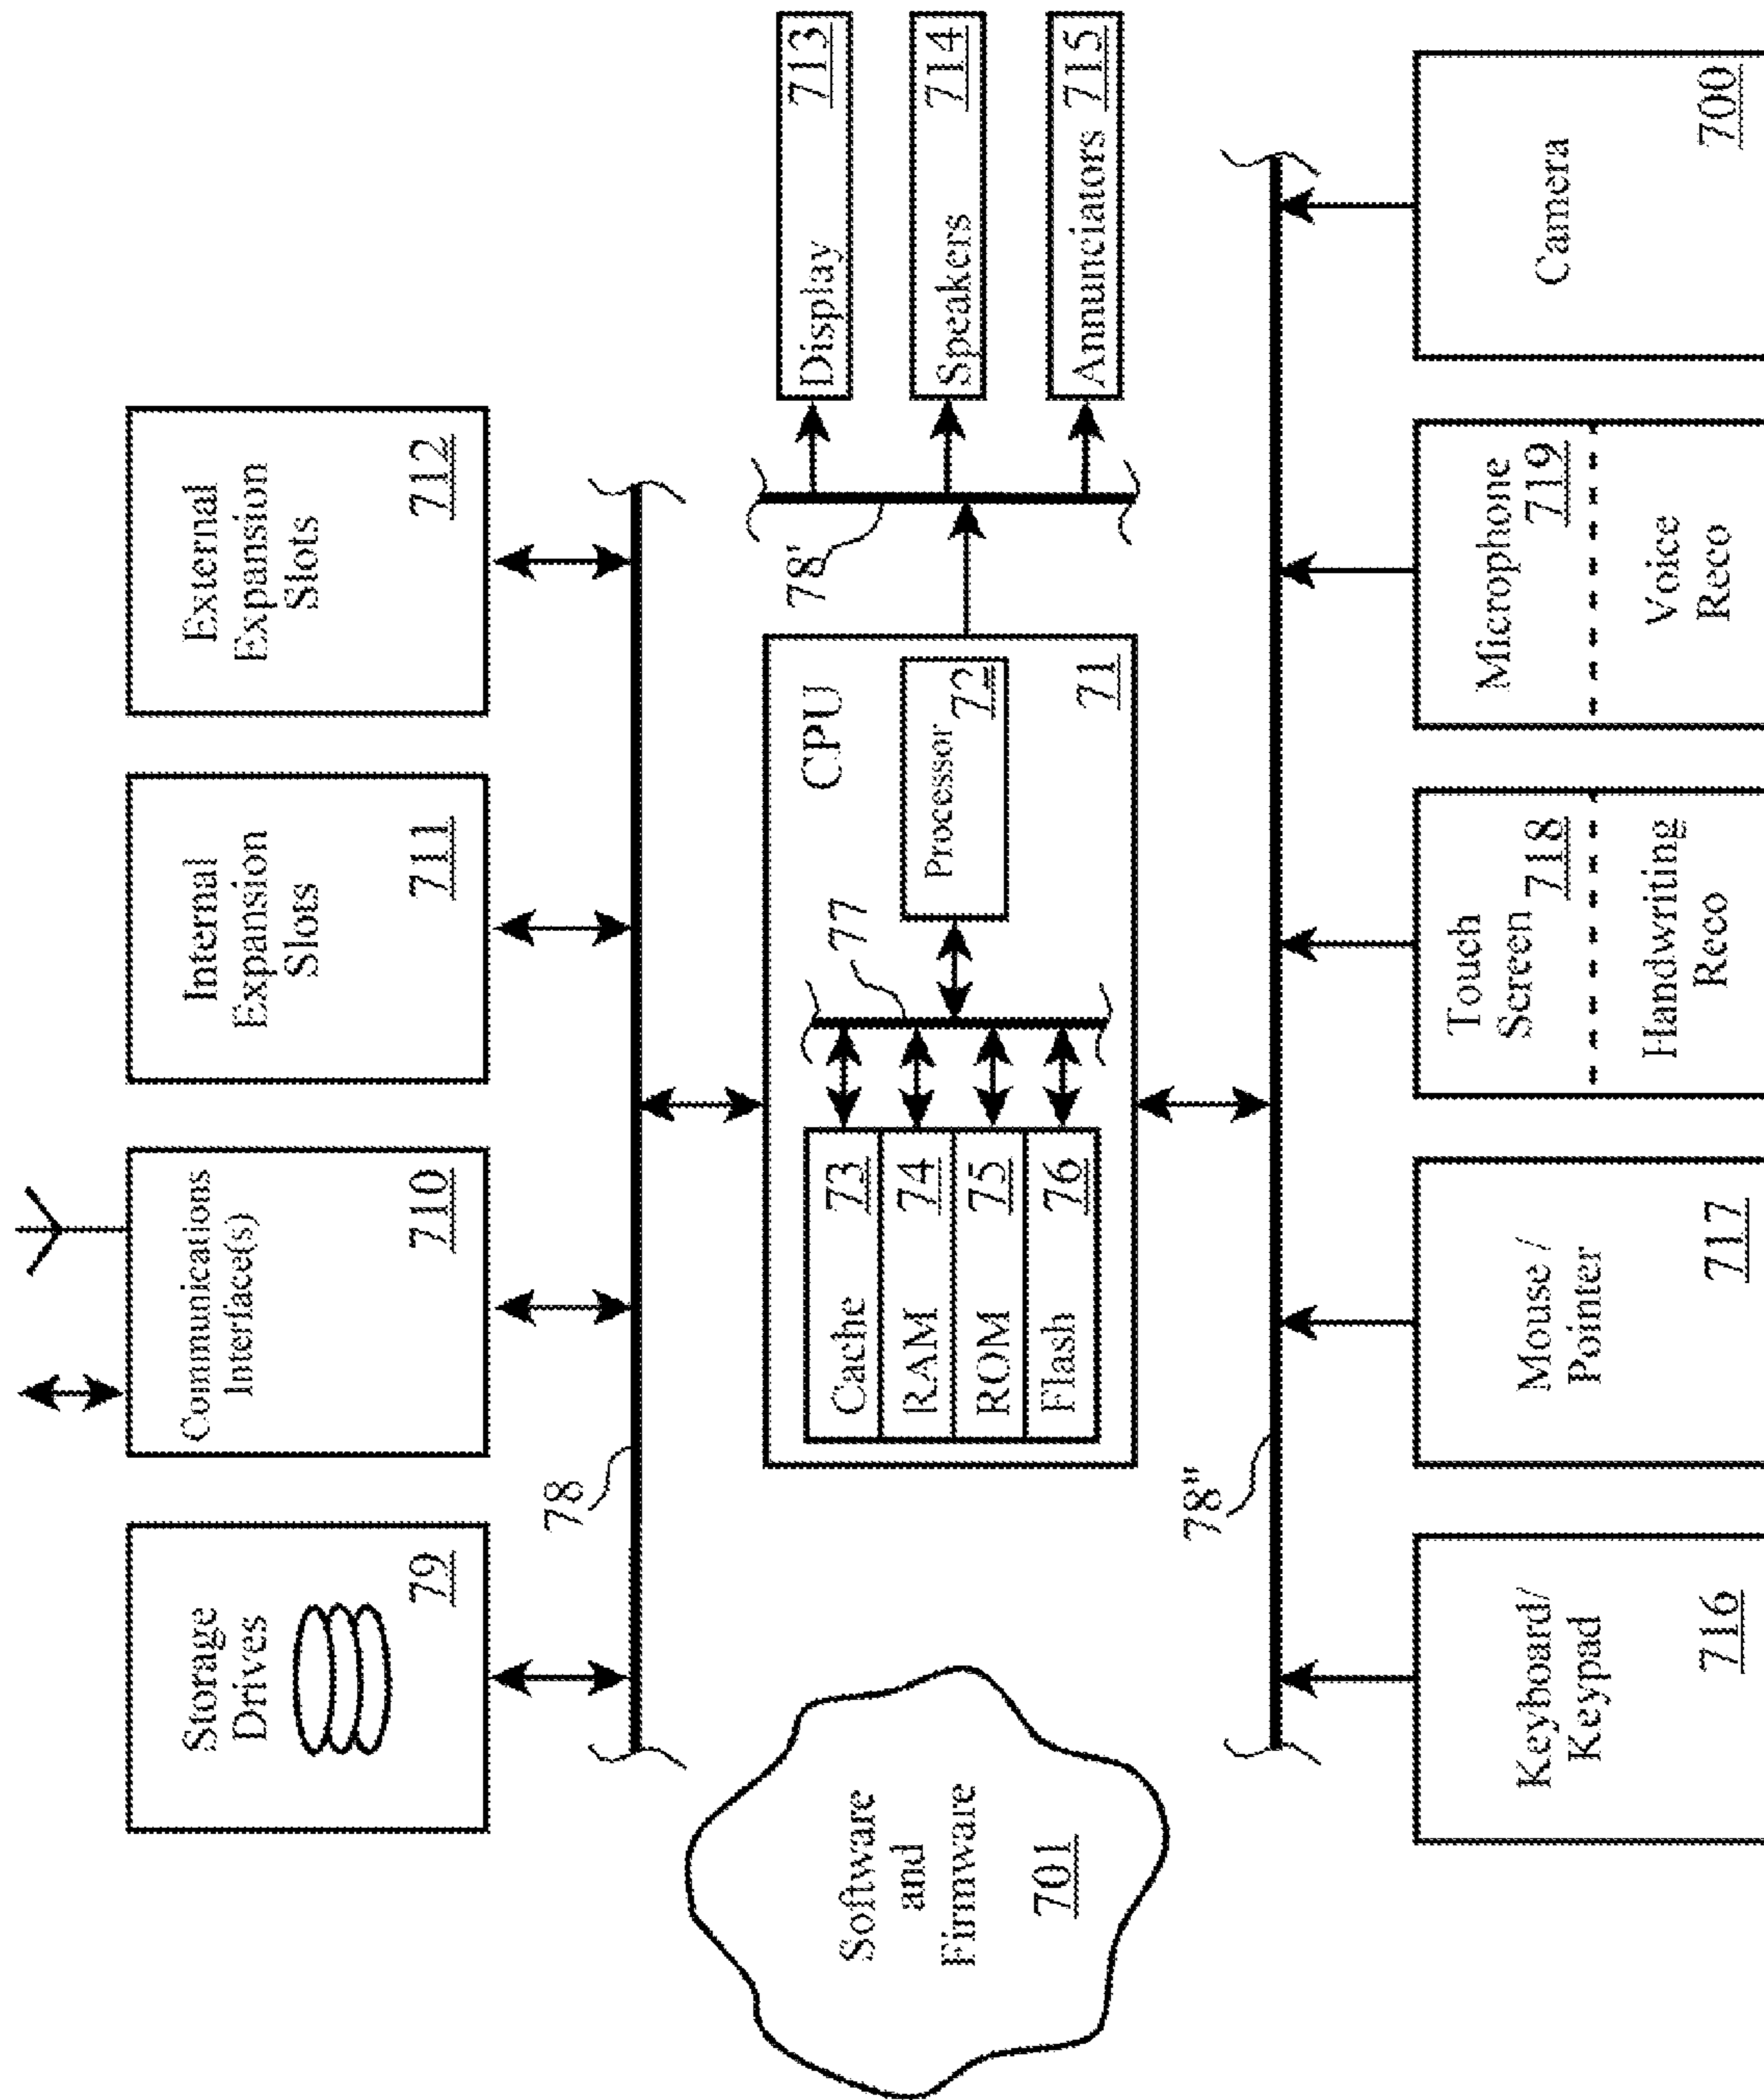 Storage
Drives
79
Communications
Interface(s)
710
Internal
Expansion
Slots
711
External
Expansion
Slots
712
78
Software
and
Firmware
701
CPU
Cache 73
RAM 74
ROM 75
Flash 76
77
Processor
72
71
78'
Display 713
Speakers 714
Annunciators 715
78"
Keyboard/
Keypad
716
Mouse /
Pointer
717
Touch
Screen 718
Handwriting
Reco
Microphone
719
Voice
Reco
Camera
700